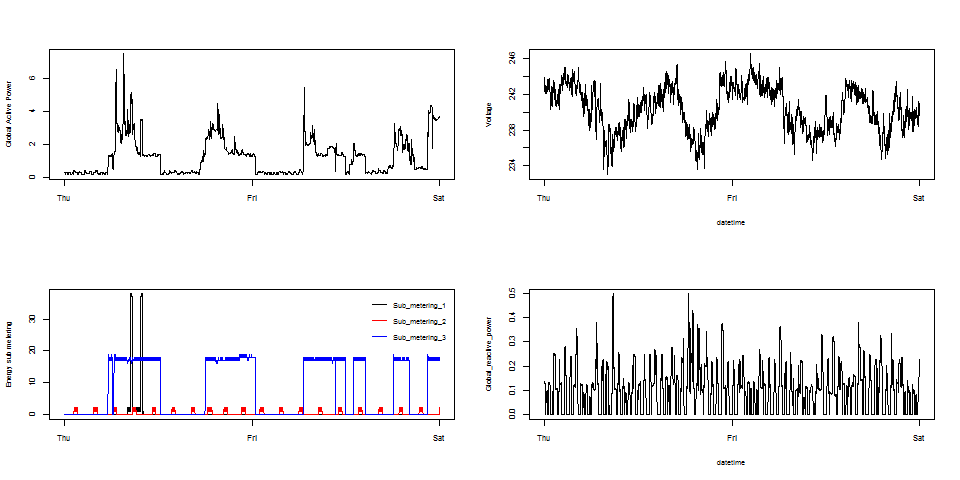 Global Active Power
0
2
4
6
Thu
Fri
Sat
Voltage
234
238
242
246
Thu
Fri
Sat
datetime
Energy sub metering
0
10
20
30
Sub_metering_1
Sub_metering_2
Sub_metering_3
Thu
Fri
Sat
Global_reactive_power
0.0
0.1
0.2
0.3
0.4
0.5
Thu
Fri
Sat
datetime